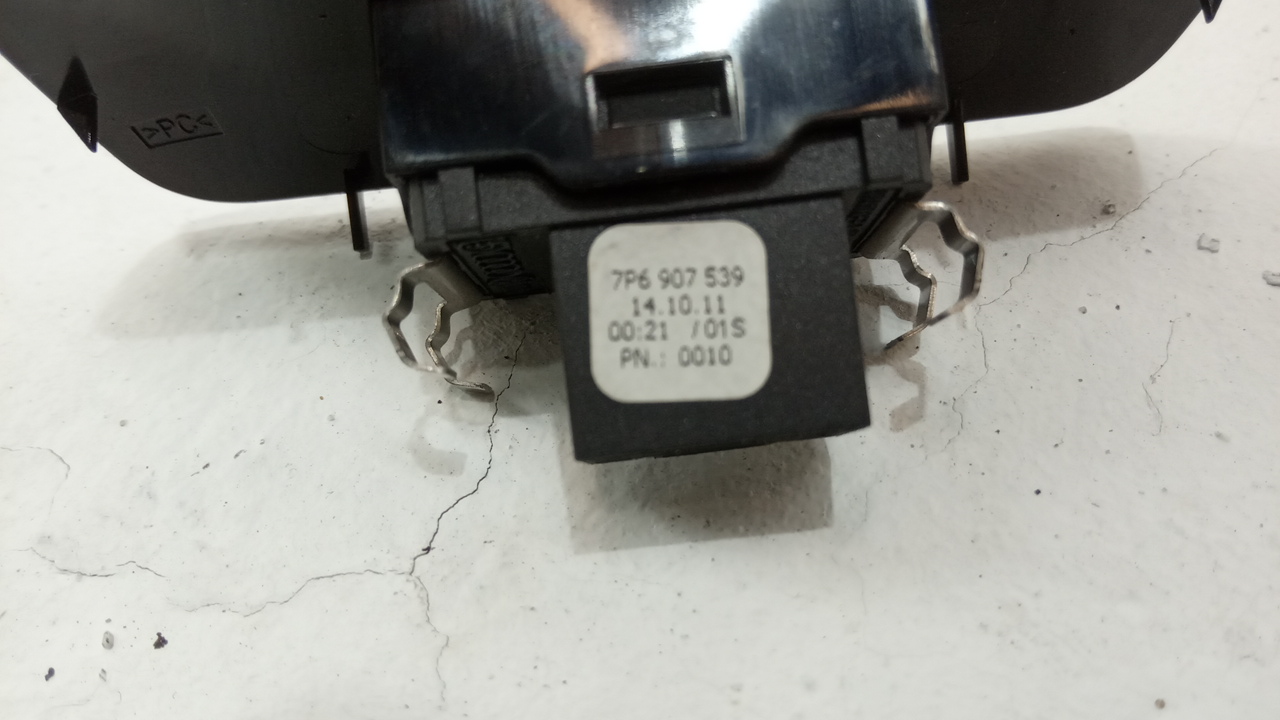 >PC<
7P6 907 539
14.10.11
00:21 /01S
PN.: 0010